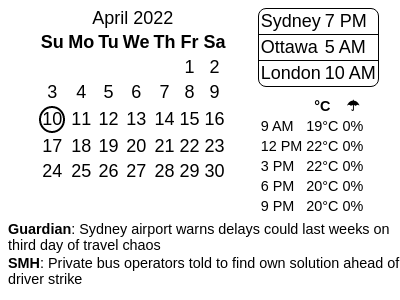 April 2022
Su Mo Tu We Th Fr Sa
1 2
3 4 5 6 7 8 9
10 11 12 13 14 15 16
17 18 19 20 21 22 23
24 25 26 27 28 29 30
Sydney 7 PM
Ottawa 5 AM
London 10 AM
°C ☂
9 AM 19°C 0%
12 PM 22°C 0%
3 PM 22°C 0%
6 PM 20°C 0%
9 PM 20°C 0%
Guardian: Sydney airport warns delays could last weeks on
third day of travel chaos
SMH: Private bus operators told to find own solution ahead of
driver strike